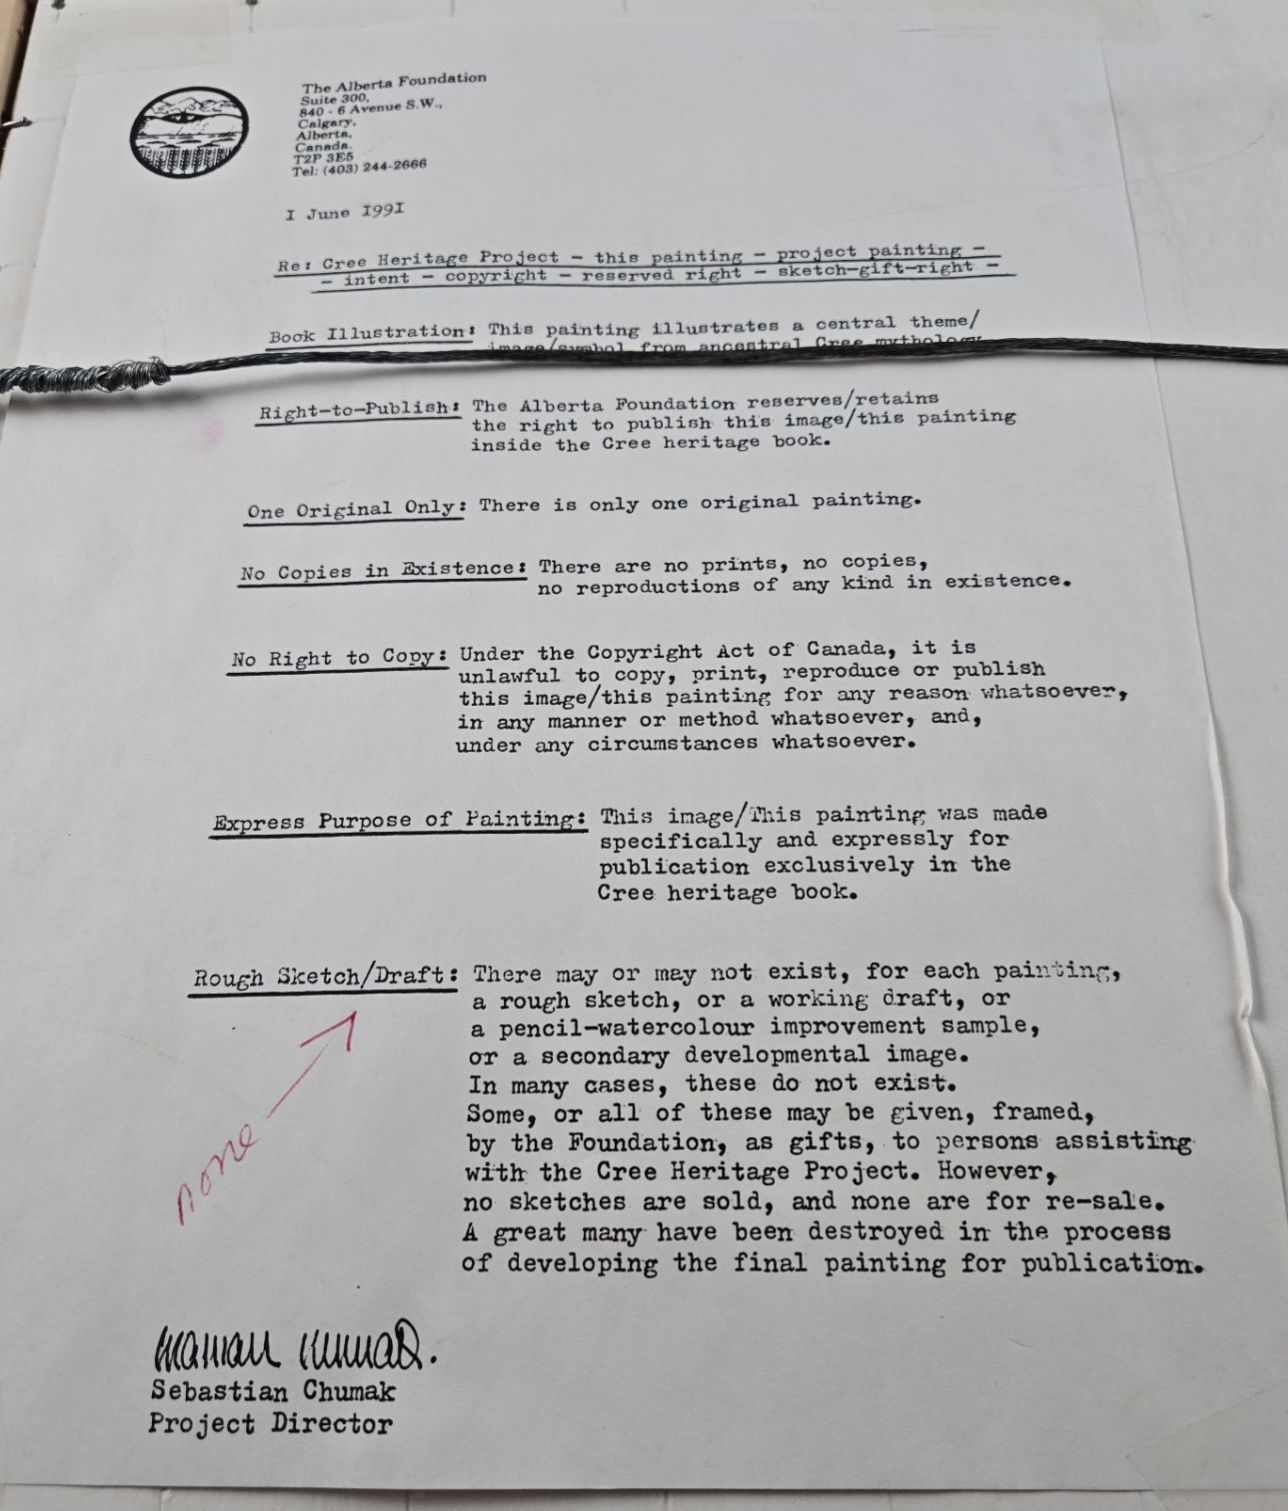 The Alberta Foundation
Suite 300,
840 - 6 Avenue S.W.,
Calgary,
Alberta,
Canada.
T2P 3E5
Tel: (403) 244-2666
I June I99I
Re: Cree Heritage Project - this painting - project painting -
- intent - copyright - reserved right - sketch-gift-right -
Book Illustration: This painting illustrates a central theme/
image/symbol from ancestral Cree mythology
Right-to-Publish: The Alberta Foundation reserves/retains
the right to publish this image/this painting
inside the Cree heritage book.
One Original Only: There is only one original painting.
No Copies in Existence: There are no prints, no copies,
no reproductions of any kind in existence.
No Right to Copy: Under the Copyright Act of Canada, it is
unlawful to copy, print, reproduce or publish
this image/this painting for any reason whatsoever,
in any manner or method whatsoever, and,
under any circumstances whatsoever.
Express Purpose of Painting: This image/This painting was made
specifically and expressly for
publication exclusively in the
Cree heritage book.
Rough Sketch/Draft: There may or may not exist, for each painting,
a rough sketch, or a working draft, or
a pencil-watercolour improvement sample,
or a secondary developmental image.
In many cases, these do not exist.
Some, or all of these may be given, framed,
by the Foundation, as gifts, to persons assisting
with the Cree Heritage Project. However,
no sketches are sold, and none are for re-sale.
A great many have been destroyed in the process
of developing the final painting for publication.
none
Sebastian Chumak
Project Director